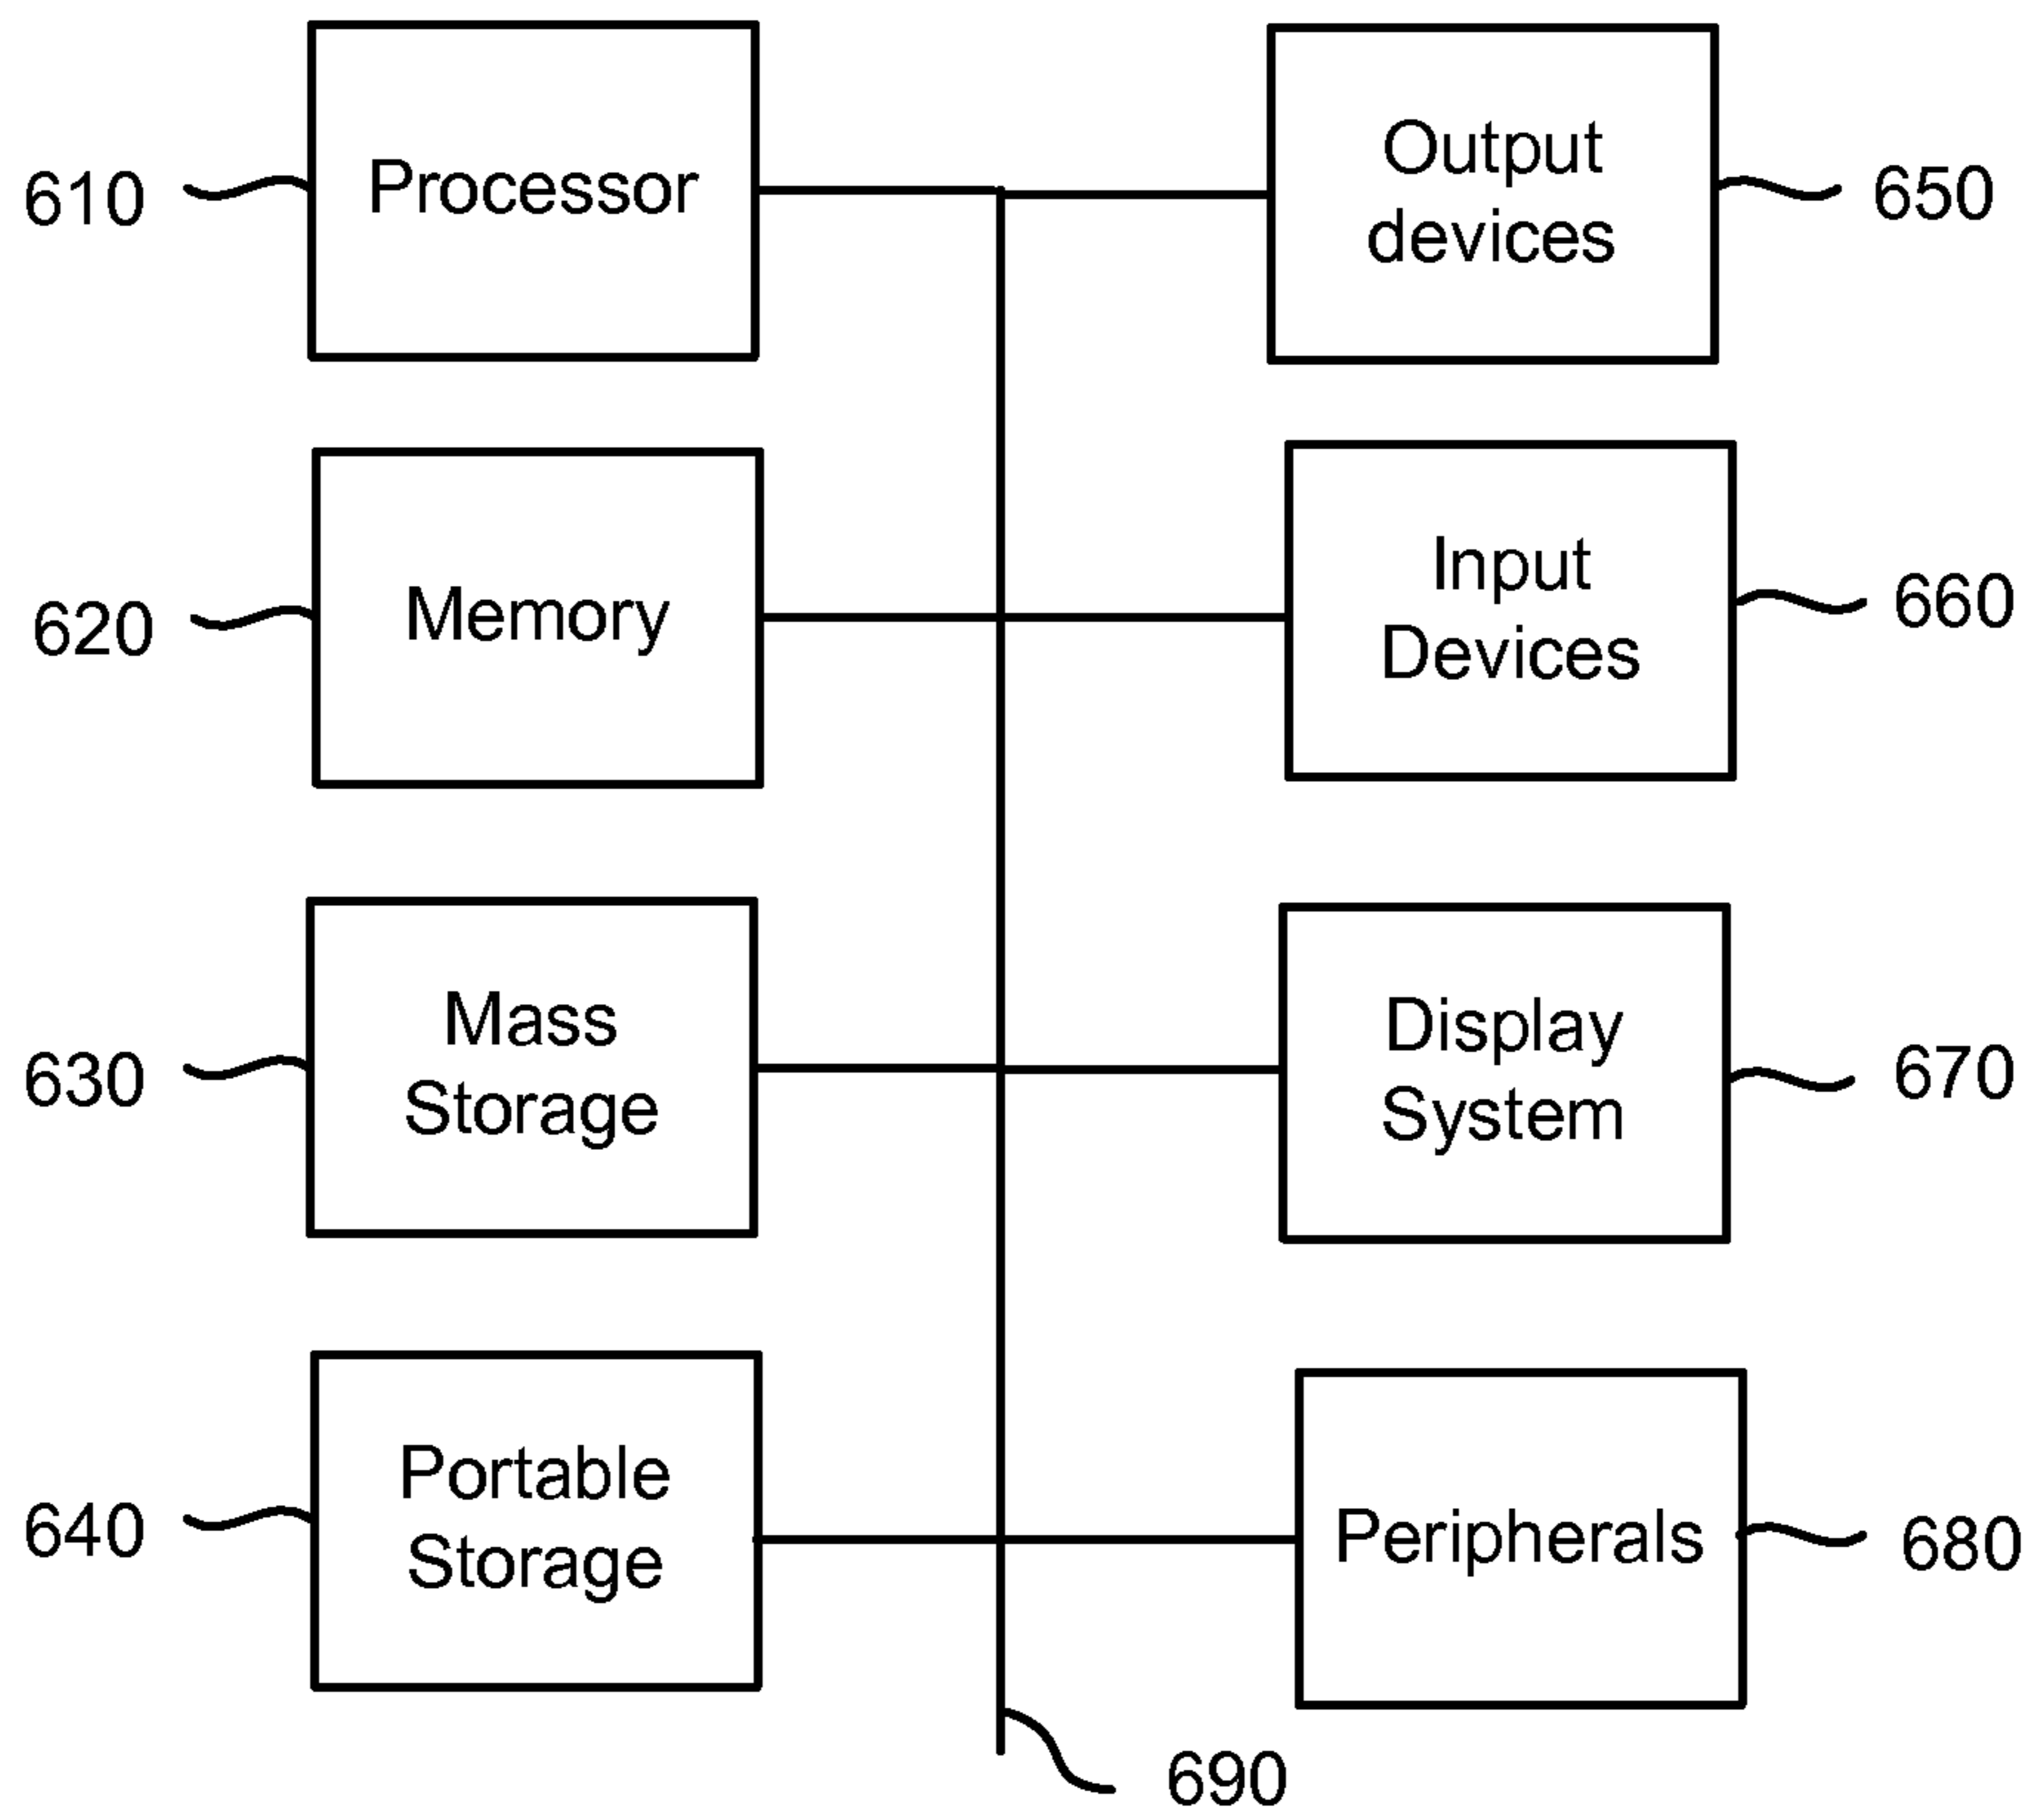 610
Processor
Output
devices
650
620
Memory
Input
Devices
660
630
Mass
Storage
Display
System
670
640
Portable
Storage
Peripherals
680
690